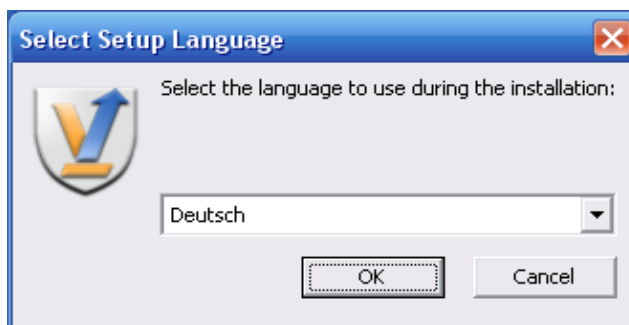 Select Setup Language
Select the language to use during the installation:
Deutsch
OK
Cancel